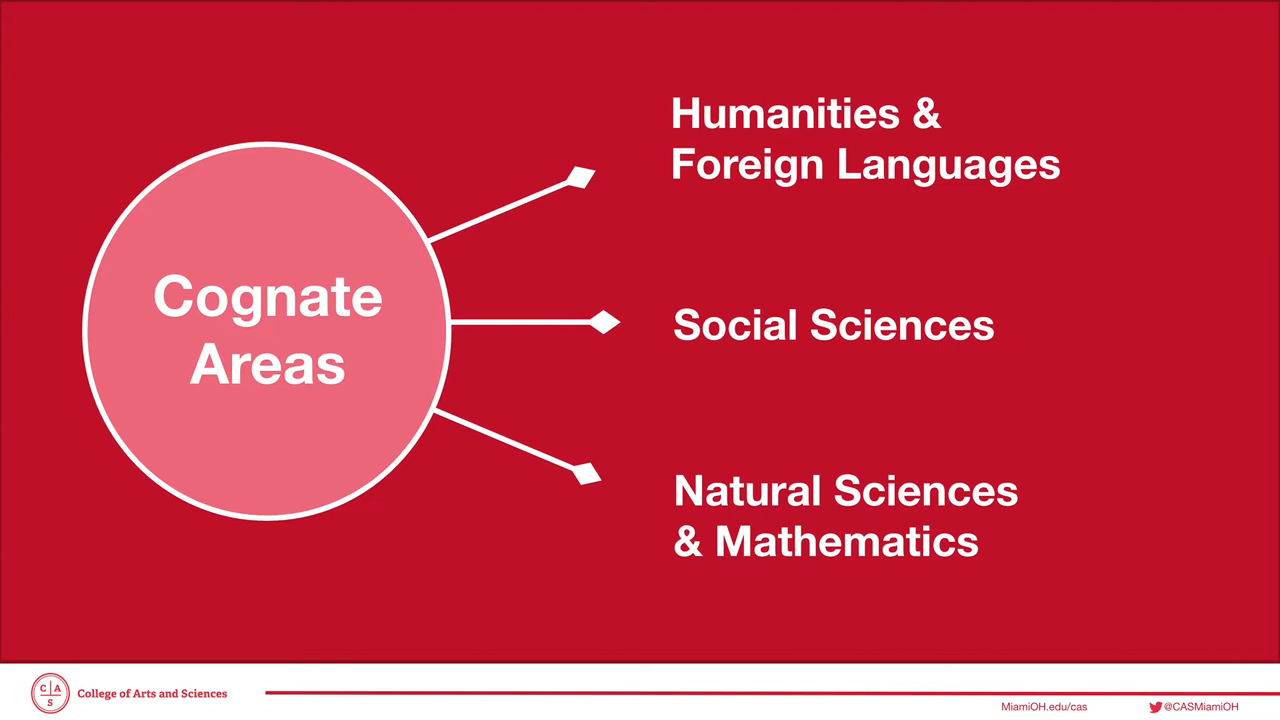 Cognate
Areas
Humanities &
Foreign Languages
Social Sciences
Natural Sciences
& Mathematics
C A
S
College of Arts and Sciences
MiamiOH.edu/cas
@CASMiamiOH